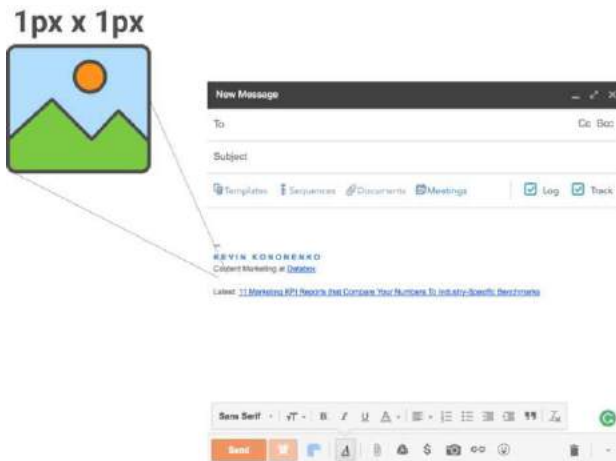 1px x 1px
New Message
To Cc Bcc
Subject
Templates Sequences Documents Meetings Log Track
--
KEVIN KONONENKO
Content Marketing at Databox
Latest: 11 Marketing KPI Reports that Compare Your Numbers To Industry-Specific Benchmarks
Sans Serif
Send